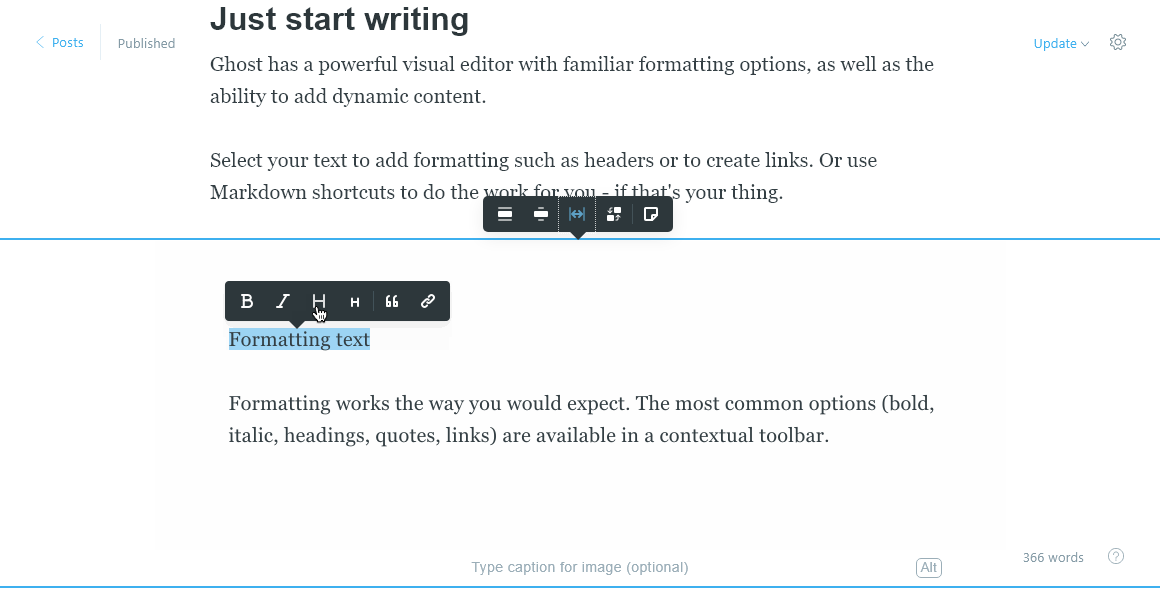 Just start writing
Posts
Published
Update
Ghost has a powerful visual editor with familiar formatting options, as well as the
ability to add dynamic content.
Select your text to add formatting such as headers or to create links. Or use
Markdown shortcuts to do the work for you - if that's your thing.
B I H H
Formatting text
Formatting works the way you would expect. The most common options (bold,
italic, headings, quotes, links) are available in a contextual toolbar.
366 words ?
Type caption for image (optional)
Alt